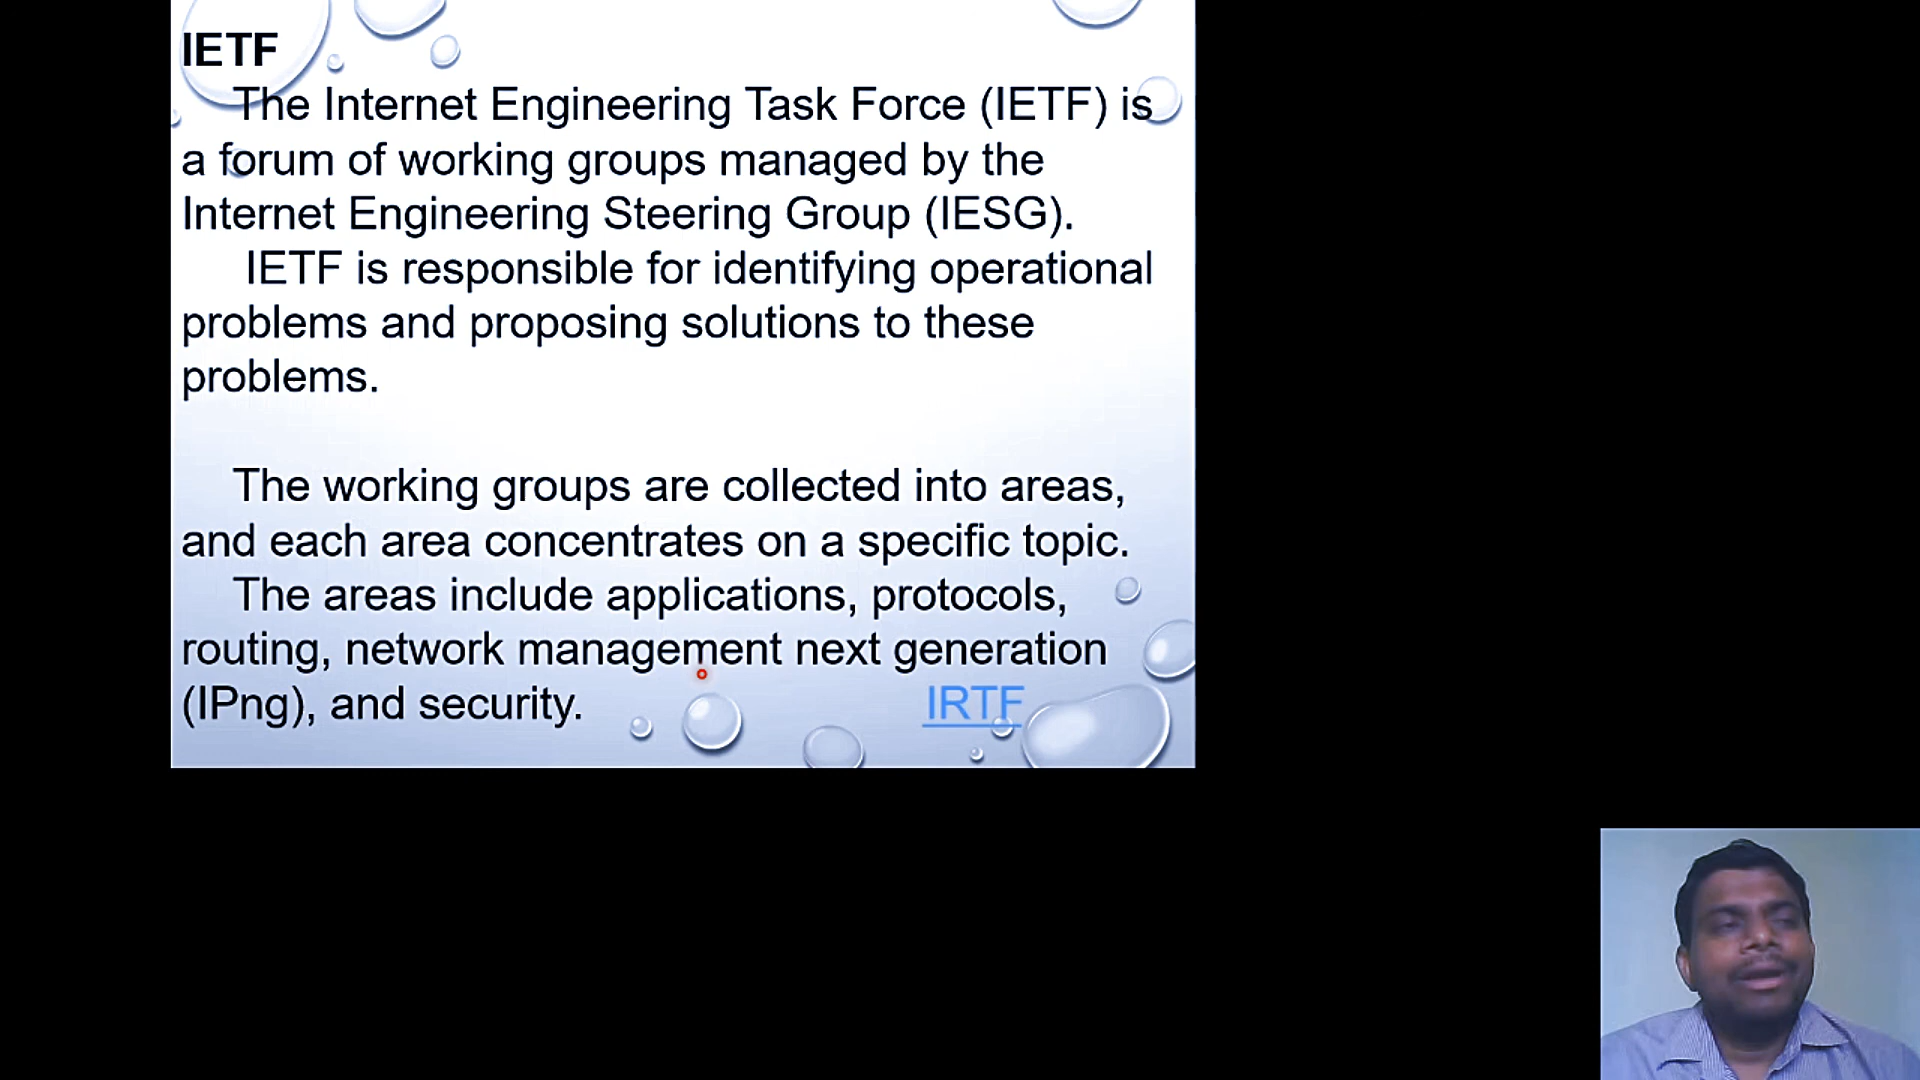 IETF
The Internet Engineering Task Force (IETF) is
a forum of working groups managed by the
Internet Engineering Steering Group (IESG).
IETF is responsible for identifying operational
problems and proposing solutions to these
problems.
The working groups are collected into areas,
and each area concentrates on a specific topic.
The areas include applications, protocols,
routing, network management next generation
(IPng), and security. IRTF